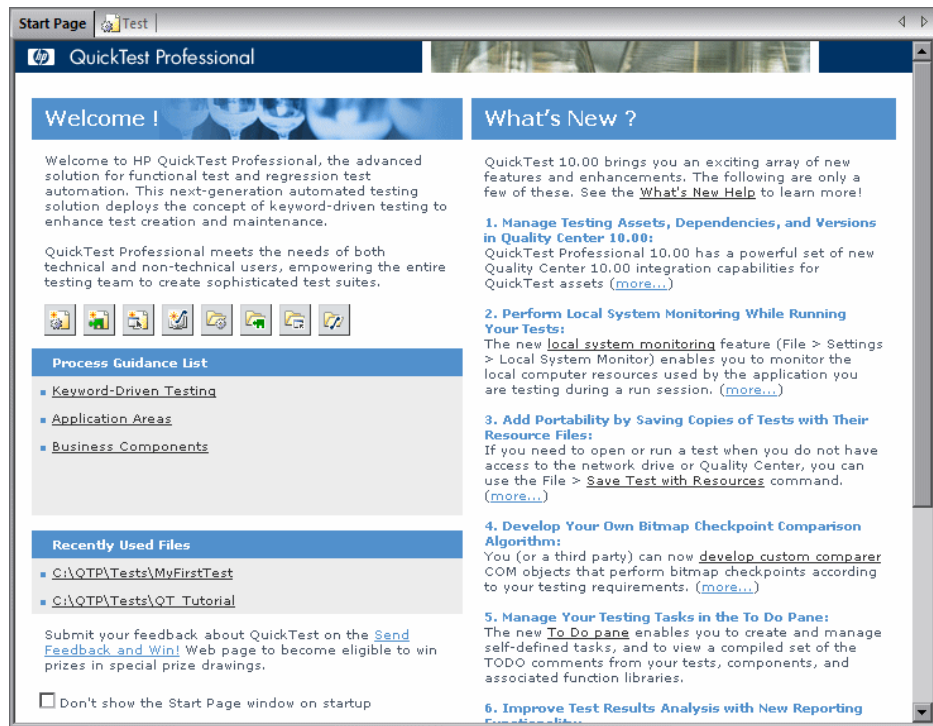 Start Page
Test
hp QuickTest Professional
Welcome !
Welcome to HP QuickTest Professional, the advanced
solution for functional test and regression test
automation. This next-generation automated testing
solution deploys the concept of keyword-driven testing to
enhance test creation and maintenance.
QuickTest Professional meets the needs of both
technical and non-technical users, empowering the entire
testing team to create sophisticated test suites.
Process Guidance List
Keyword-Driven Testing
Application Areas
Business Components
Recently Used Files
C:\QTP\Tests\MyFirstTest
C:\QTP\Tests\QT_Tutorial
Submit your feedback about QuickTest on the Send
Feedback and Win! Web page to become eligible to win
prizes in special prize drawings.
Don't show the Start Page window on startup
What's New ?
QuickTest 10.00 brings you an exciting array of new
features and enhancements. The following are only a
few of these. See the What's New Help to learn more!
1. Manage Testing Assets, Dependencies, and Versions
in Quality Center 10.00:
QuickTest Professional 10.00 has a powerful set of new
Quality Center 10.00 integration capabilities for
QuickTest assets (more...)
2. Perform Local System Monitoring While Running
Your Tests:
The new local system monitoring feature (File > Settings
> Local System Monitor) enables you to monitor the
local computer resources used by the application you
are testing during a run session. (more...)
3. Add Portability by Saving Copies of Tests with Their
Resource Files:
If you need to open or run a test when you do not have
access to the network drive or Quality Center, you can
use the File > Save Test with Resources command.
(more...)
4. Develop Your Own Bitmap Checkpoint Comparison
Algorithm:
You (or a third party) can now develop custom comparer
COM objects that perform bitmap checkpoints according
to your testing requirements. (more...)
5. Manage Your Testing Tasks in the To Do Pane:
The new To Do pane enables you to create and manage
self-defined tasks, and to view a compiled set of the
TODO comments from your tests, components, and
associated function libraries.
6. Improve Test Results Analysis with New Reporting
Functionality: